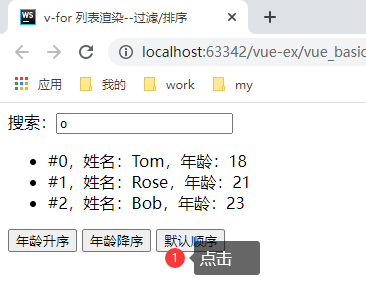 WS
v-for 列表渲染--过滤/排序
localhost:63342/vue-ex/vue_basic
应用 我的 work my
搜索：o
#0，姓名：Tom，年龄：18
#1，姓名：Rose，年龄：21
#2，姓名：Bob，年龄：23
年龄升序 年龄降序 默认顺序
1 点击